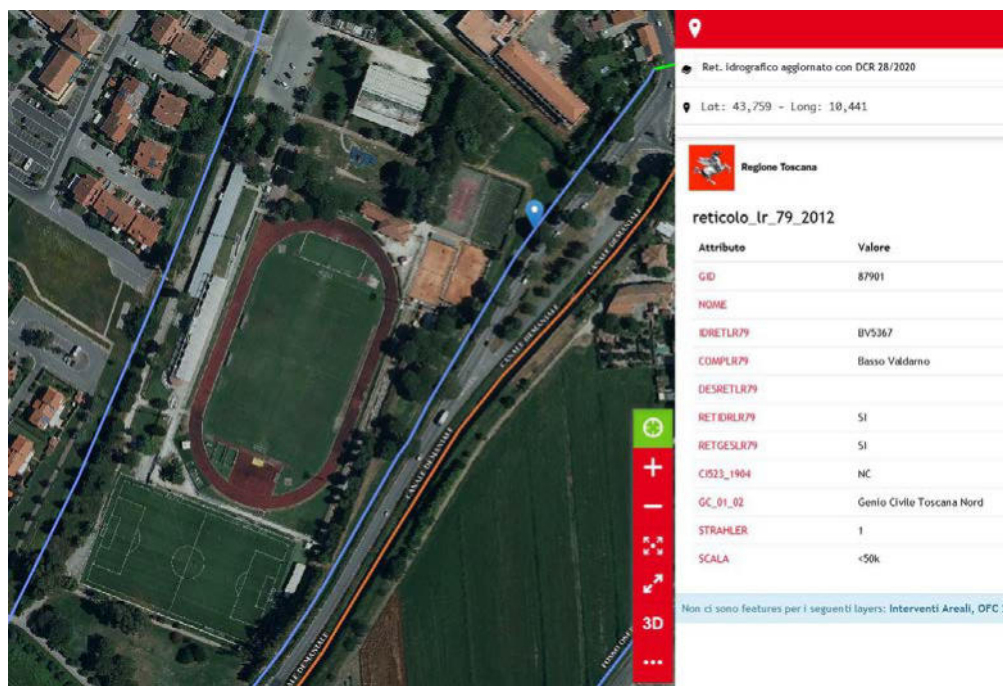 Ret. Idrografico aggiornato con DCR 28/2020
Lat: 43,759 - Long: 10,441
Regione Toscana
reticolo_lr_79_2012
Attributo Valore
GID 87901
NOME
IDRETLR79 BV5367
COMPLR79 Basso Valdarno
DESRETLR79
RETIDRLR79 SI
RETGESLR79 SI
CI523_1904 NC
GC_01_02 Genio Civile Toscana Nord
STRAHLER 1
SCALA <50k
Non ci sono features per i seguenti layers: Interventi Areali, OFC
CANALE DEMANIALE
CANALE DEMANIALE
CANALE DEMANIALE
ALE DEMANIALE
3D